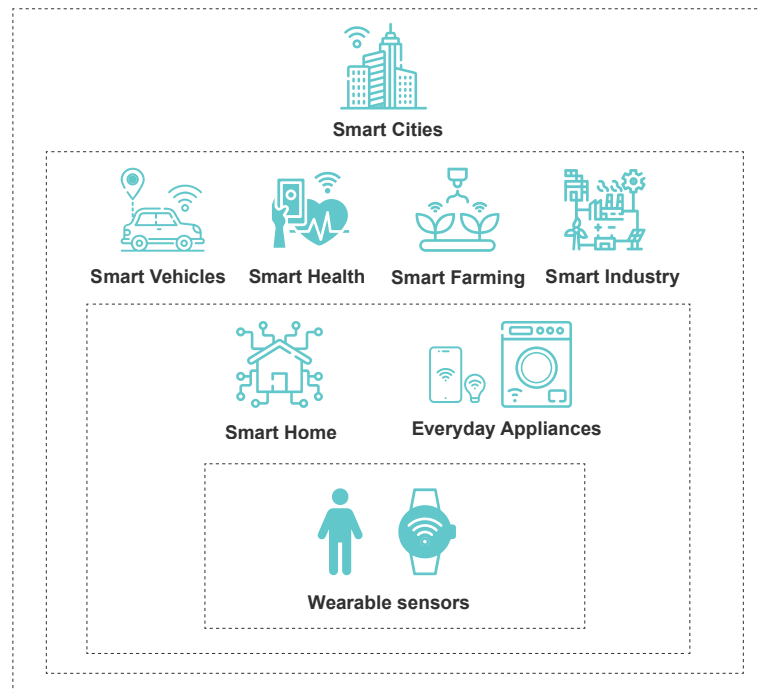 Smart Cities
Smart Vehicles
Smart Health
Smart Farming
Smart Industry
Smart Home
Everyday Appliances
Wearable sensors